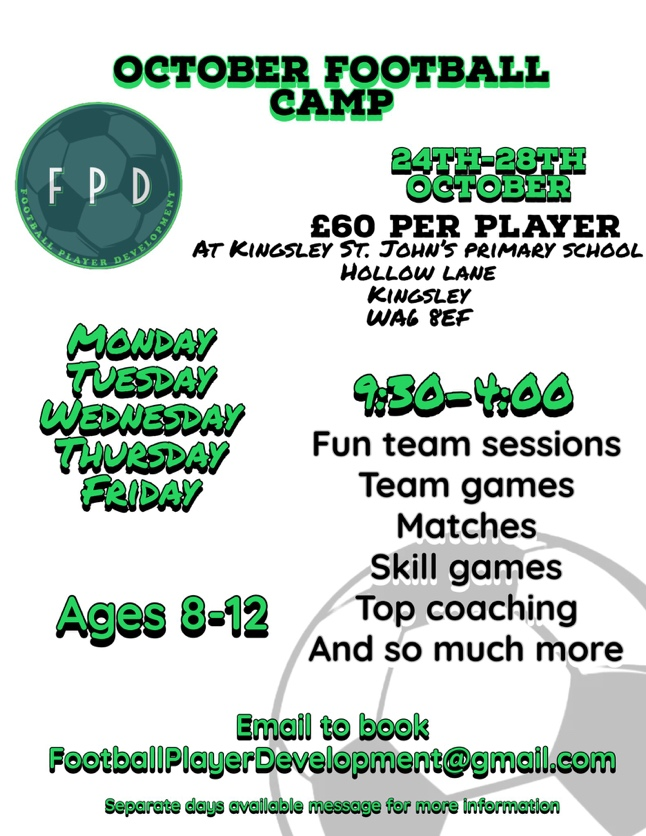 OCTOBER FOOTBALL
CAMP
FPD
FOOTBALL PLAYER DEVELOPMENT
24TH-28TH
OCTOBER
£60 PER PLAYER
AT KINGSLEY ST. JOHN'S PRIMARY SCHOOL
HOLLOW LANE
KINGSLEY
WA6 8EF
MONDAY
TUESDAY
WEDNESDAY
THURSDAY
FRIDAY
9:30-4:00
Fun team sessions
Team games
Matches
Skill games
Top coaching
And so much more
Ages 8-12
Email to book
FootballPlayerDevelopment@gmail.com
Separate days available message for more information